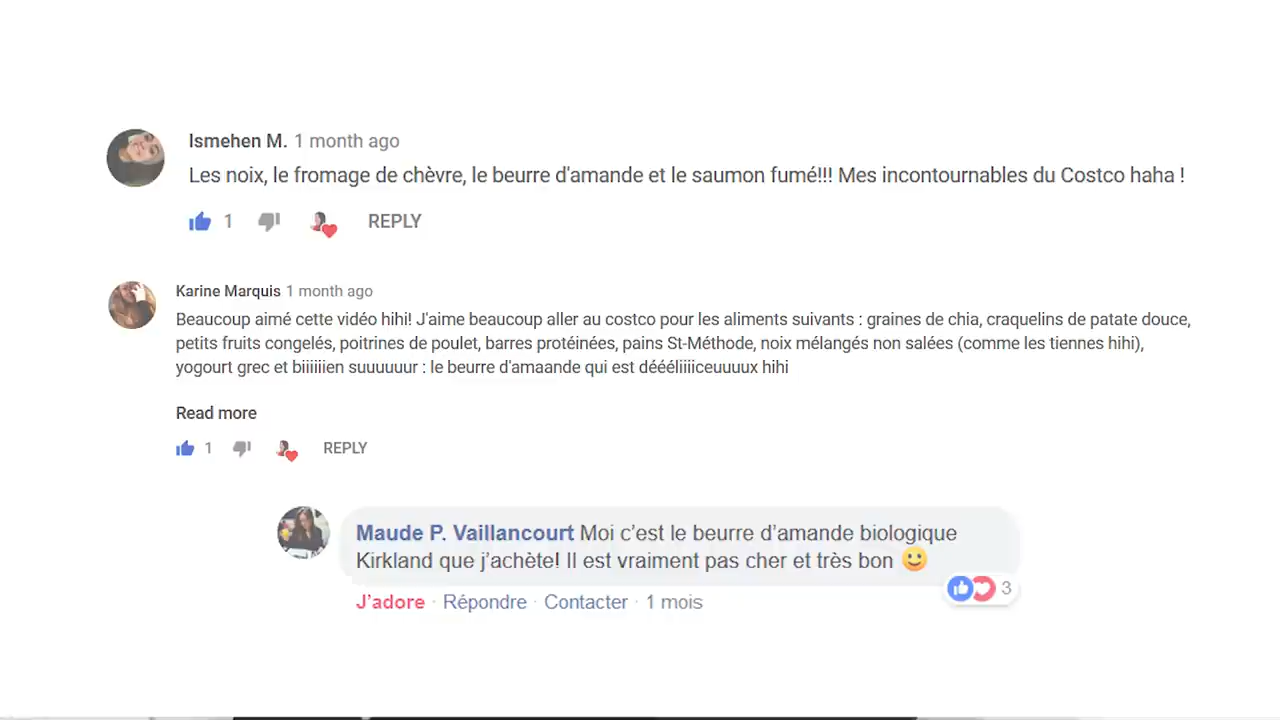 Ismehen M. 1 month ago
Les noix, le fromage de chèvre, le beurre d'amande et le saumon fumé!!! Mes incontournables du Costco haha !
1 REPLY
Karine Marquis 1 month ago
Beaucoup aimé cette vidéo hihi! J'aime beaucoup aller au costco pour les aliments suivants : graines de chia, craquelins de patate douce,
petits fruits congelés, poitrines de poulet, barres protéinées, pains St-Méthode, noix mélangés non salées (comme les tiennes hihi),
yogourt grec et biiiiiien suuuuuur : le beurre d'amaande qui est déééliiiiceuuuux hihi
Read more
1 REPLY
Maude P. Vaillancourt Moi c’est le beurre d’amande biologique
Kirkland que j’achète! Il est vraiment pas cher et très bon 🙂
3
J’adore · Répondre · Contacter · 1 mois